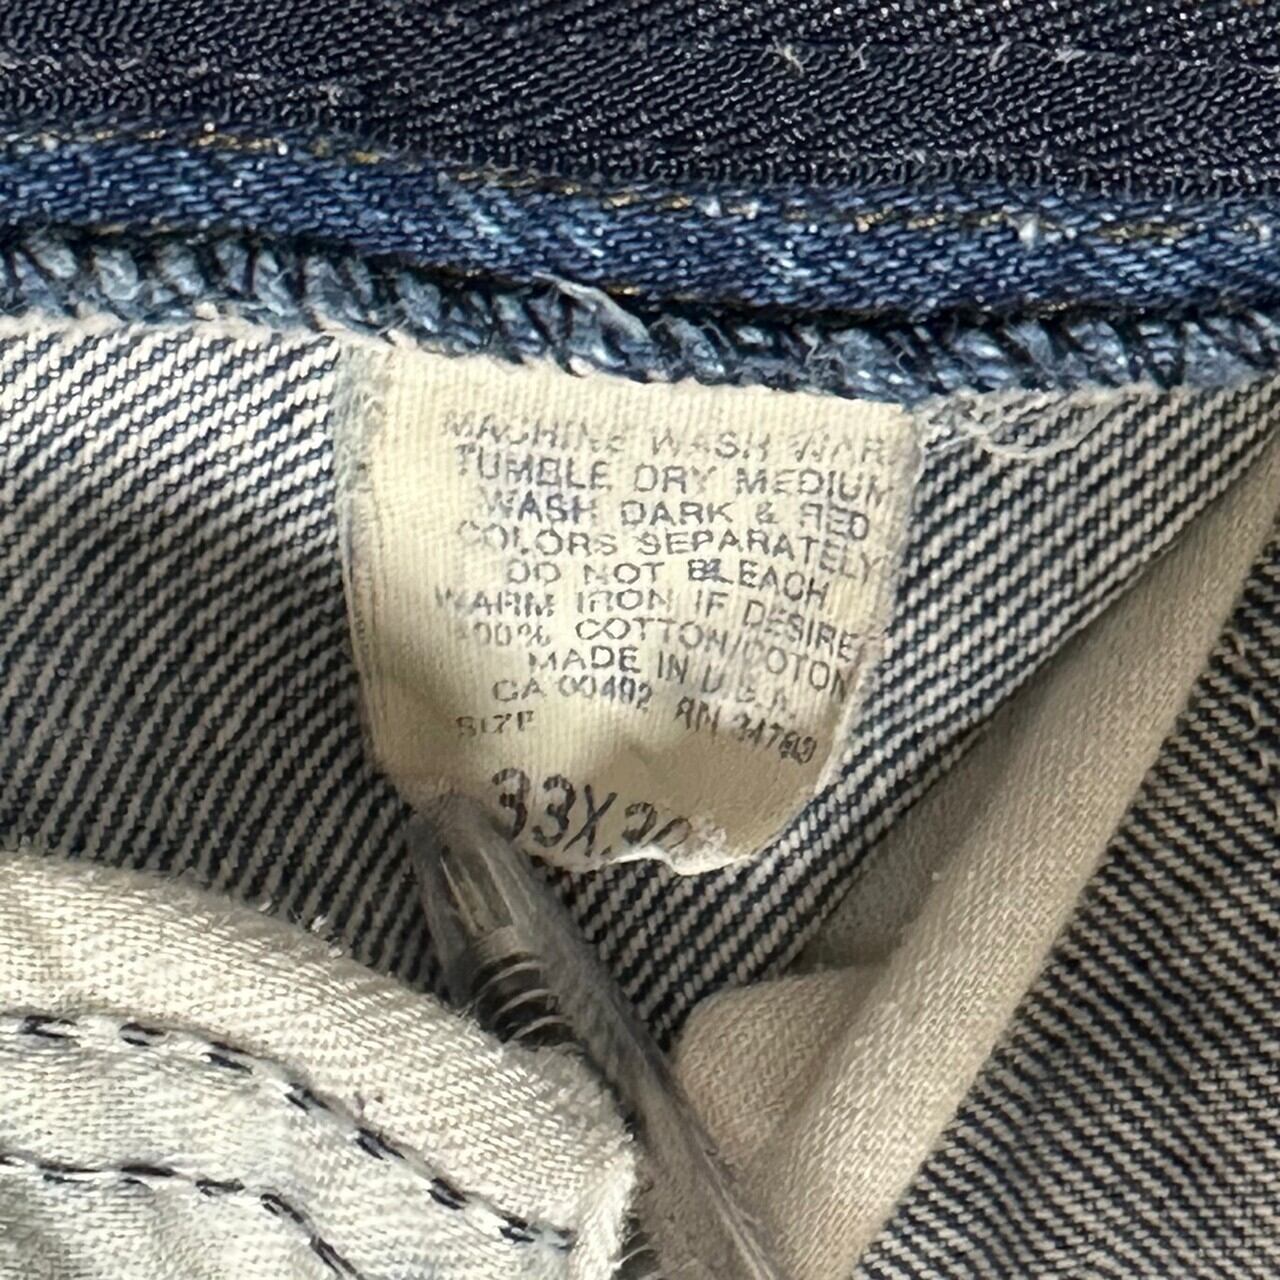 MACHINE WASH WAR
TUMBLE DRY MEDIUM
WASH DARK & RED
COLORS SEPARATELY
DO NOT BLEACH
WARM IRON IF DESIRE
100% COTTON/COTON
MADE IN U.S.A.
CA 00402 RN
SIZE
33X